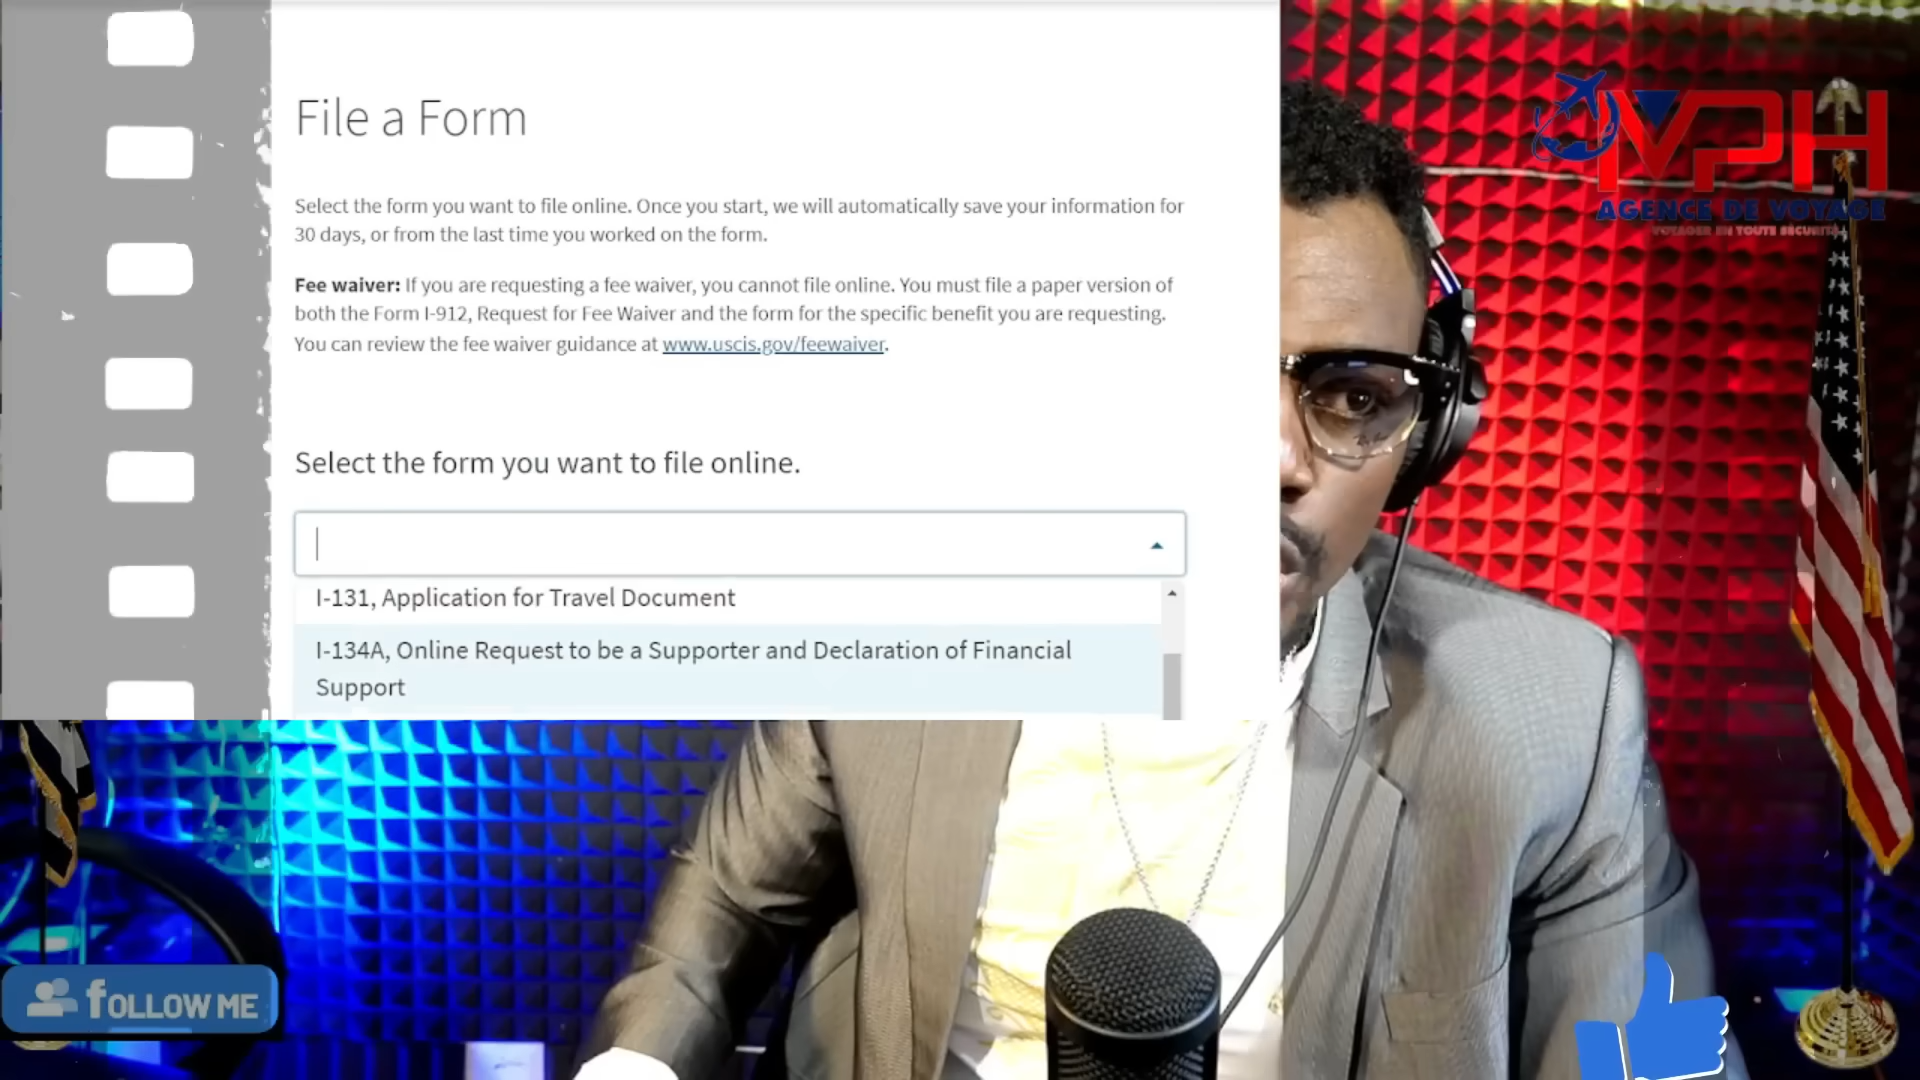 File a Form
Select the form you want to file online. Once you start, we will automatically save your information for
30 days, or from the last time you worked on the form.
Fee waiver: If you are requesting a fee waiver, you cannot file online. You must file a paper version of
both the Form I-912, Request for Fee Waiver and the form for the specific benefit you are requesting.
You can review the fee waiver guidance at www.uscis.gov/feewaiver.
Select the form you want to file online.
I-131, Application for Travel Document
I-134A, Online Request to be a Supporter and Declaration of Financial
Support
MVPH
AGENCE DE VOYAGE
VOYAGER EN TOUTE SÉCURITÉ
follow me